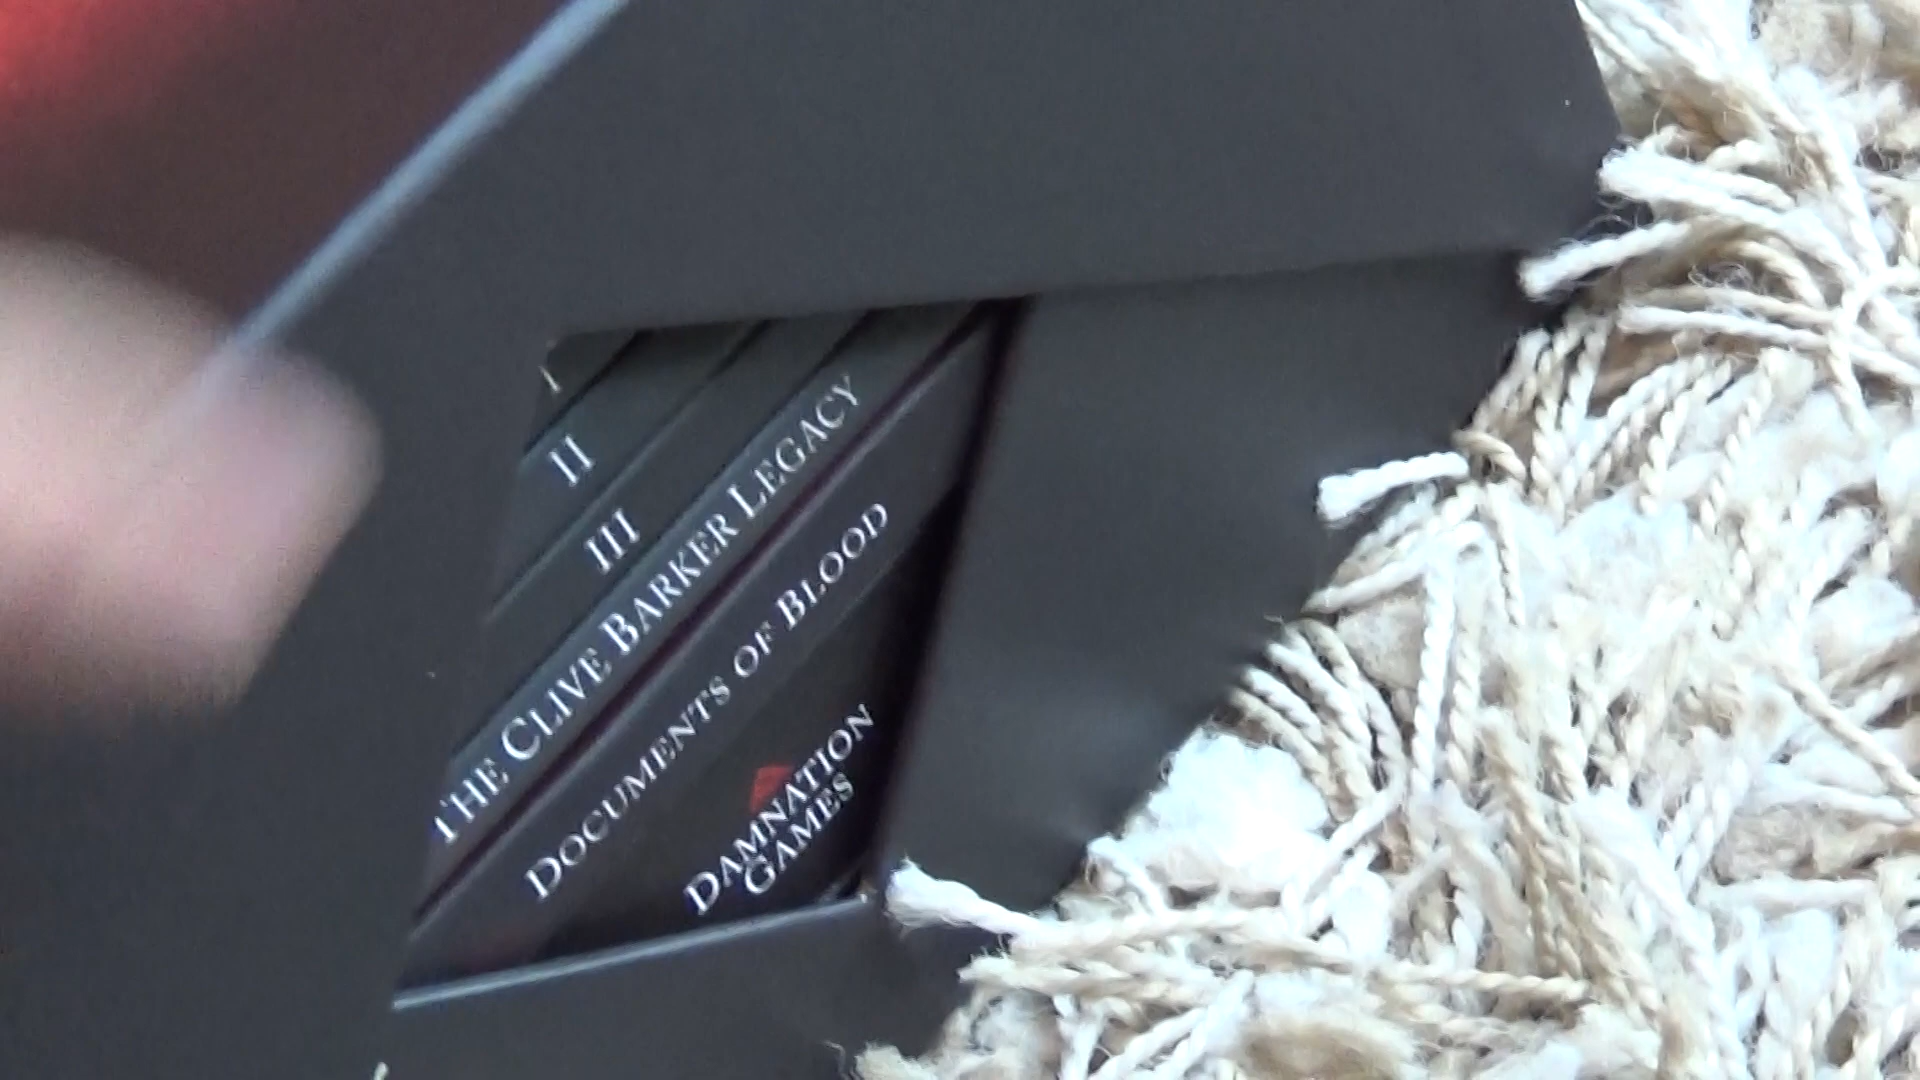 I
II
III
THE CLIVE BARKER LEGACY
DOCUMENTS OF BLOOD
DAMNATION
GAMES